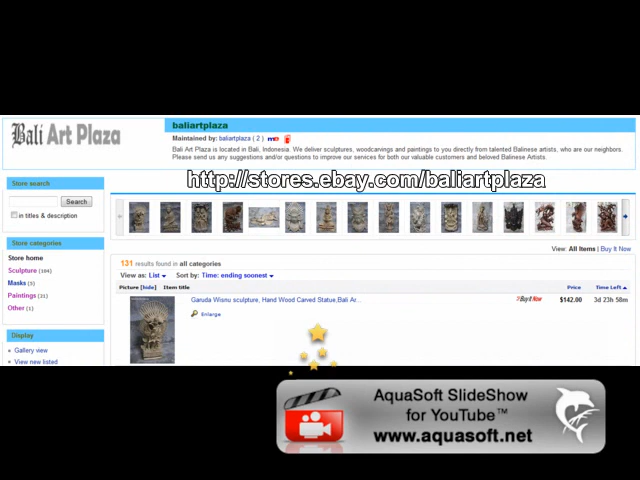 Bali Art Plaza
baliartplaza
Maintained by: baliartplaza ( 2 ) me
Bali Art Plaza is located in Bali, Indonesia. We deliver sculptures, woodcarvings and paintings to you directly from talented Balinese artists, who are our neighbors.
Please send us any suggestions and/or questions to improve our services for both our valuable customers and beloved Balinese Artists.
http://stores.ebay.com/baliartplaza
Store search
Search
in titles & description
Store categories
Store home
Sculpture (104)
Masks (5)
Paintings (21)
Other (1)
Display
Gallery view
View new listed
View: All Items | Buy It Now
131 results found in all categories
View as: List Sort by: Time: ending soonest
Picture [hide] Item title Price Time Left
Garuda Wisnu sculpture, Hand Wood Carved Statue,Bali Ar... Buy It Now $142.00 3d 23h 58m
Enlarge
AquaSoft SlideShow
for YouTube™
www.aquasoft.net